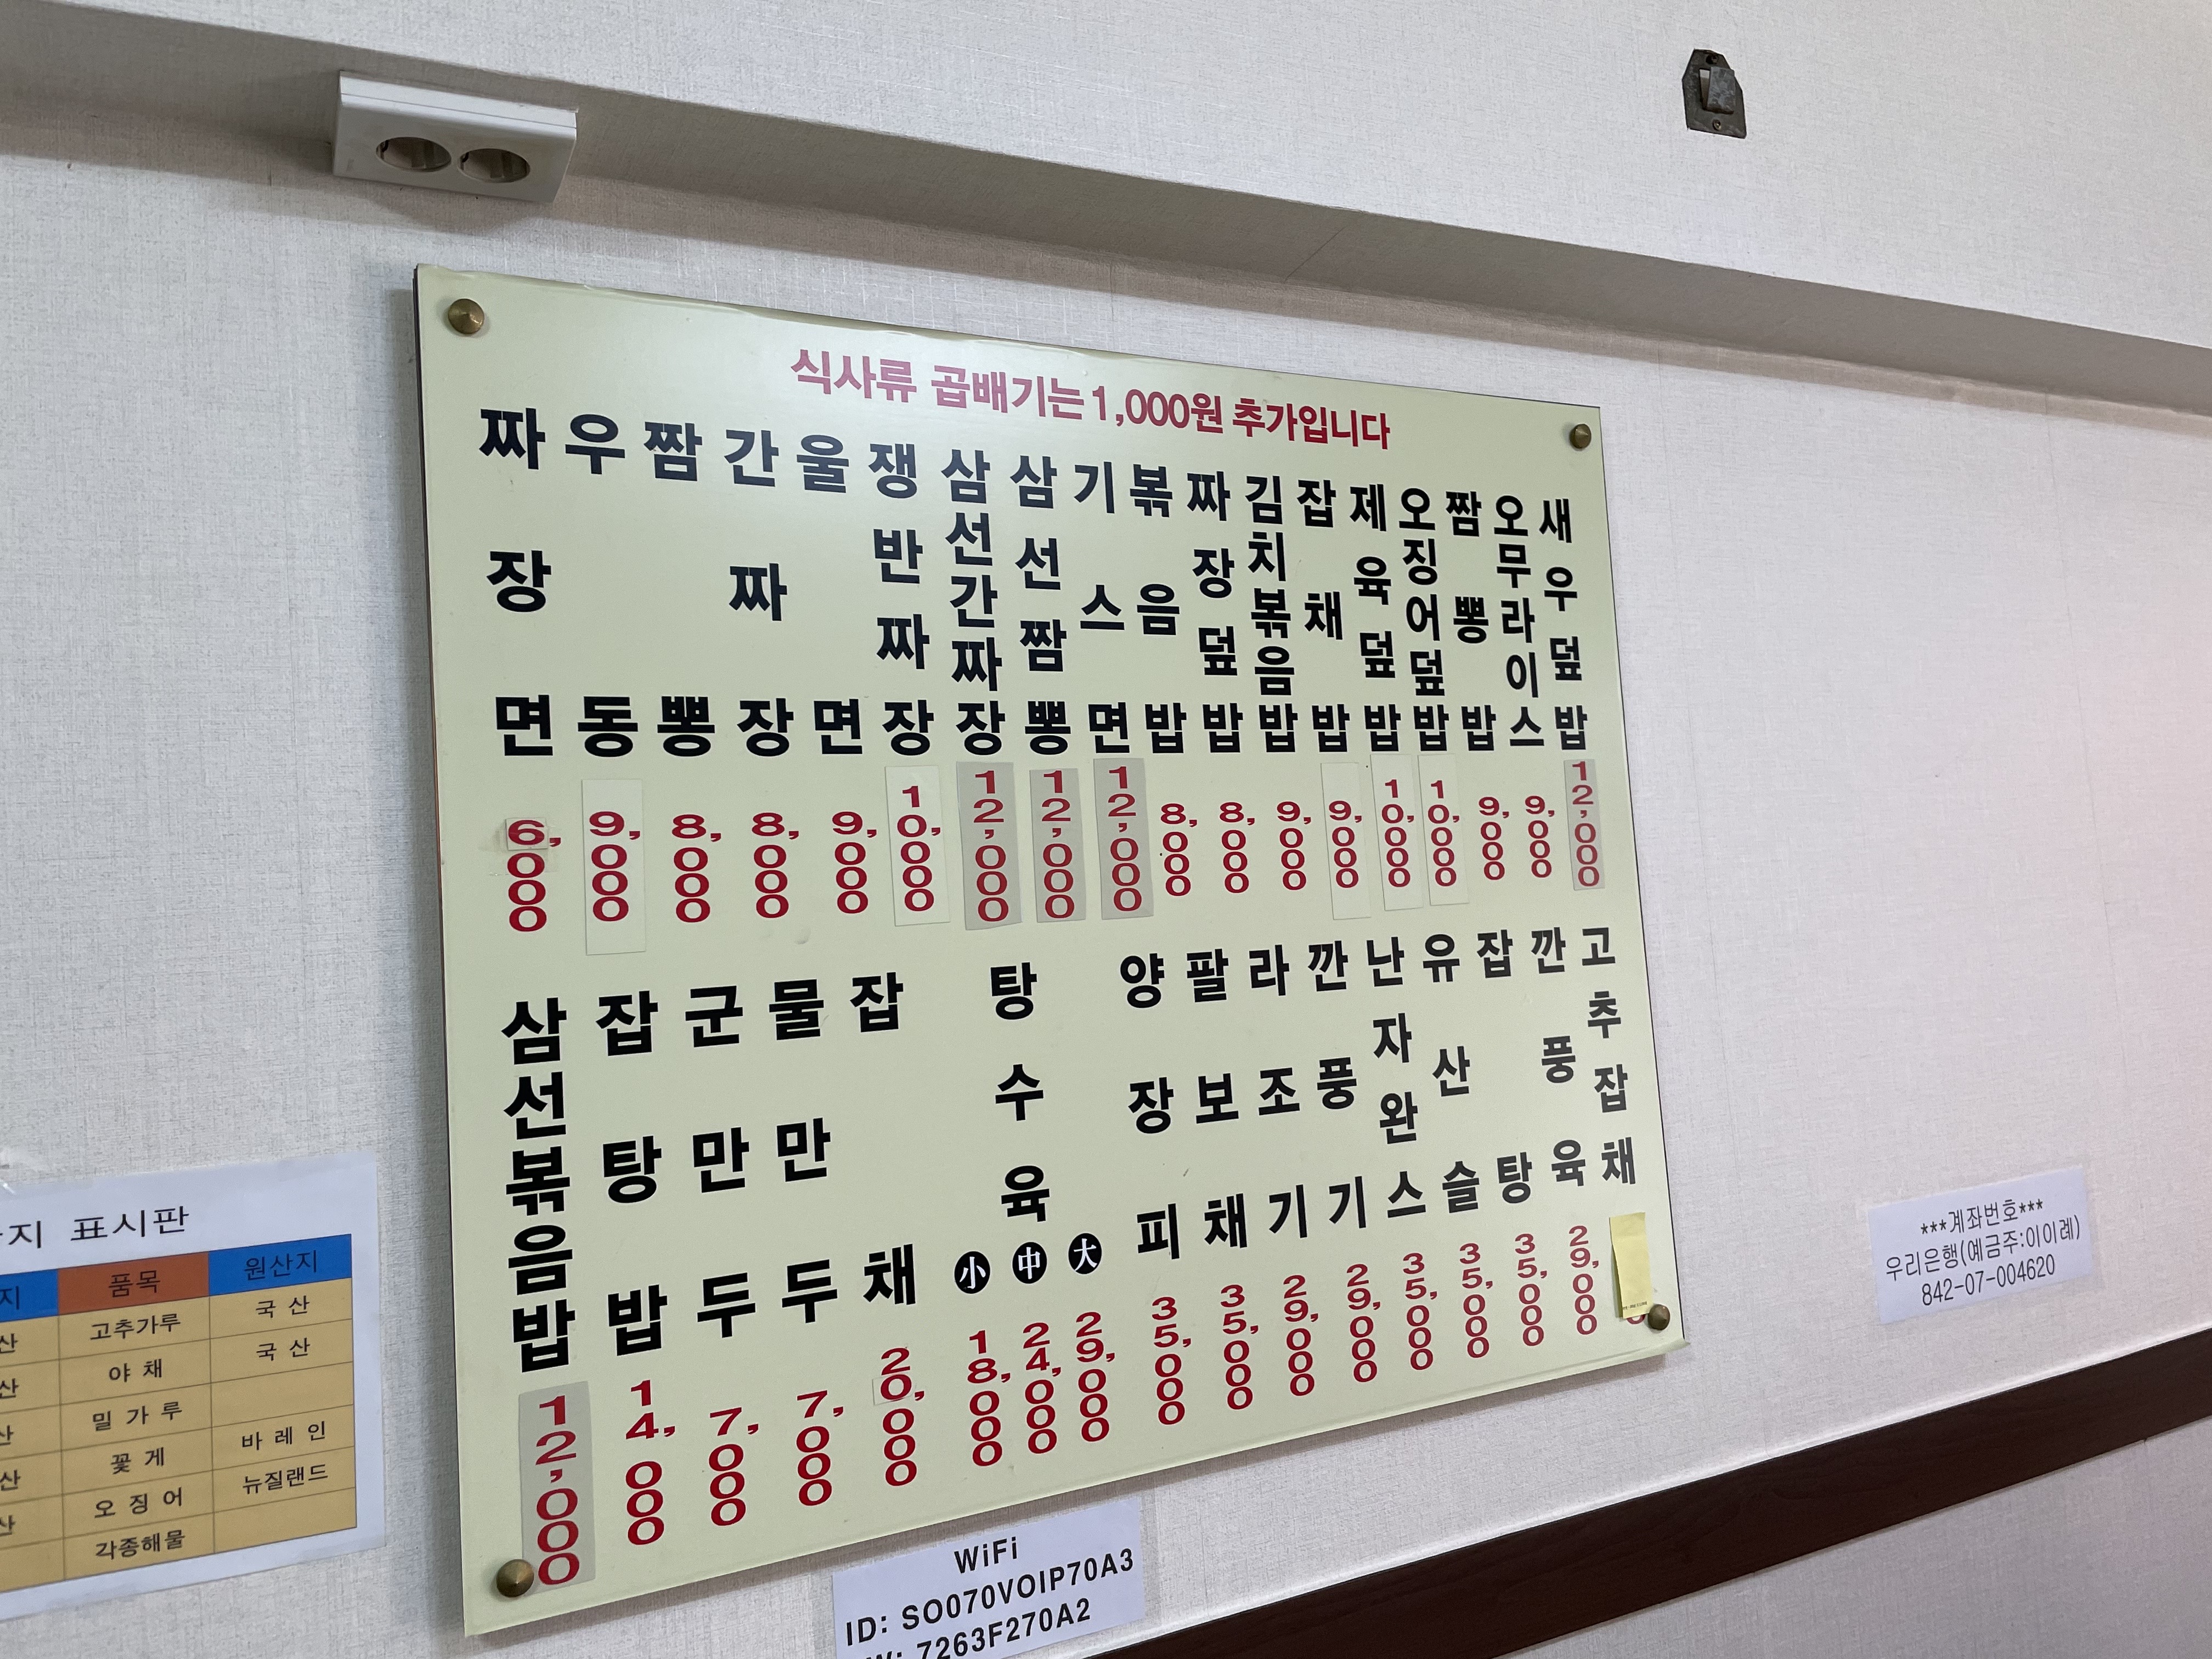 식사류 곱배기는 1,000원 추가입니다
짜장면 6,000
우동 9,000
짬뽕 8,000
간짜장 8,000
울면 9,000
쟁반짜장 10,000
삼선간짜장 12,000
삼선짬뽕 12,000
기스면 12,000
볶음밥 8,000
짜장덮밥 8,000
김치볶음밥 9,000
잡채밥 9,000
제육덮밥 10,000
오징어덮밥 10,000
짬뽕밥 9,000
오무라이스 9,000
새우덮밥 12,000
삼선볶음밥 12,000
잡탕밥 14,000
군만두 7,000
물만두 7,000
잡채 20,000
탕수육
小 18,000
中 24,000
大 29,000
양장피 35,000
팔보채 35,000
라조기 29,000
깐풍기 29,000
난자완스 35,000
유산슬 35,000
잡탕 35,000
깐풍육 29,000
고추잡채
지 표시판
지 품목 원산지
산 고추가루 국 산
산 야 채 국 산
산 밀 가 루
산 꽃 게 바 레 인
산 오 징 어 뉴질랜드
각종해물
WiFi
ID: SO070VOIP70A3
W: 7263F270A2
***계좌번호***
우리은행(예금주:이이례)
842-07-004620